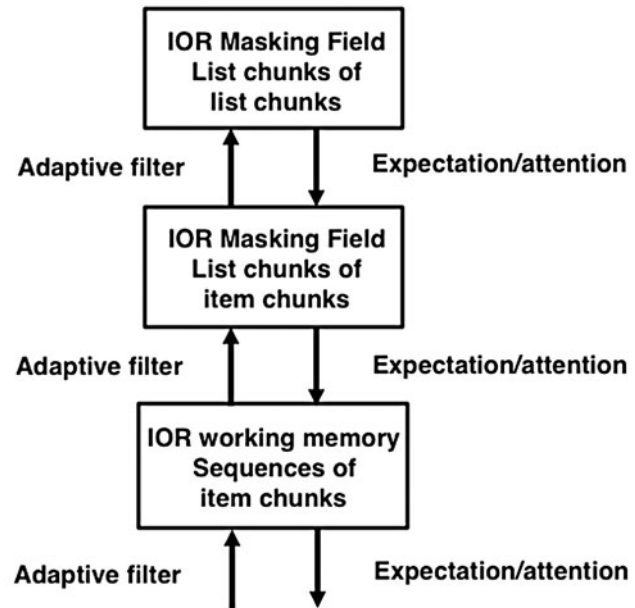 IOR Masking Field
List chunks of
list chunks
Adaptive filter
Expectation/attention
IOR Masking Field
List chunks of
item chunks
Adaptive filter
Expectation/attention
IOR working memory
Sequences of
item chunks
Adaptive filter
Expectation/attention